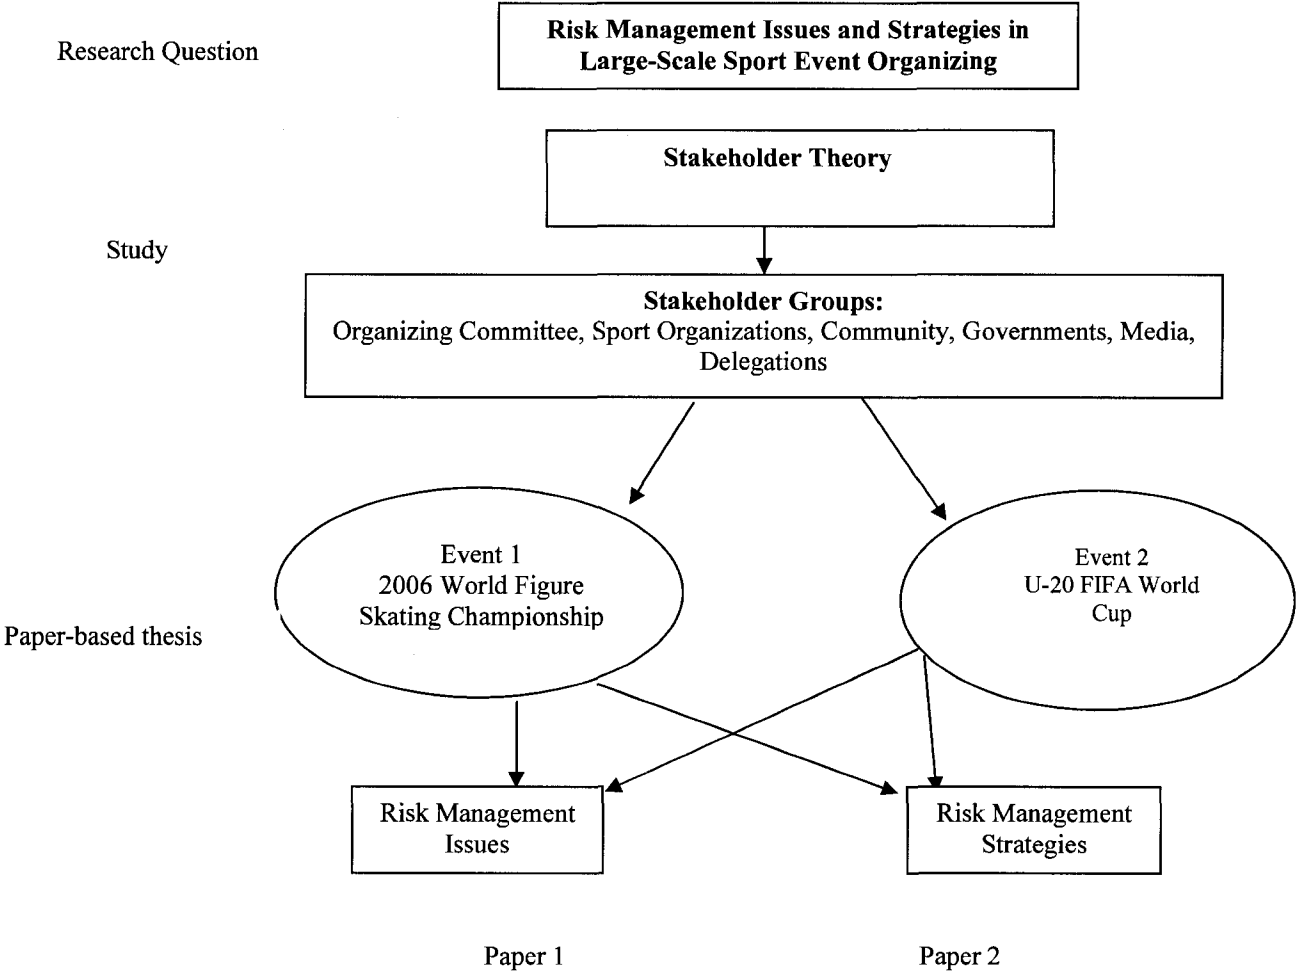 Research Question
Risk Management Issues and Strategies in
Large-Scale Sport Event Organizing
Stakeholder Theory
Study
Stakeholder Groups:
Organizing Committee, Sport Organizations, Community, Governments, Media,
Delegations
Event 1
2006 World Figure
Skating Championship
Event 2
U-20 FIFA World
Cup
Paper-based thesis
Risk Management
Issues
Risk Management
Strategies
Paper 1
Paper 2